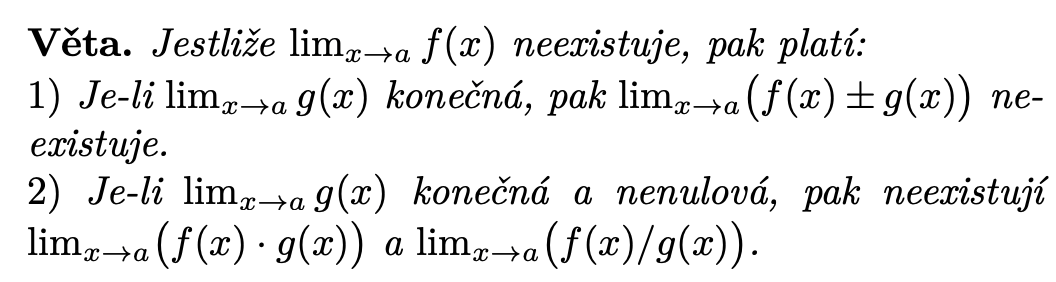 Věta. Jestliže lim_{x→a} f(x) neexistuje, pak platí:
1) Je-li lim_{x→a} g(x) konečná, pak lim_{x→a}(f(x) ± g(x)) ne-
existuje.
2) Je-li lim_{x→a} g(x) konečná a nenulová, pak neexistují
lim_{x→a}(f(x) · g(x)) a lim_{x→a}(f(x)/g(x)).